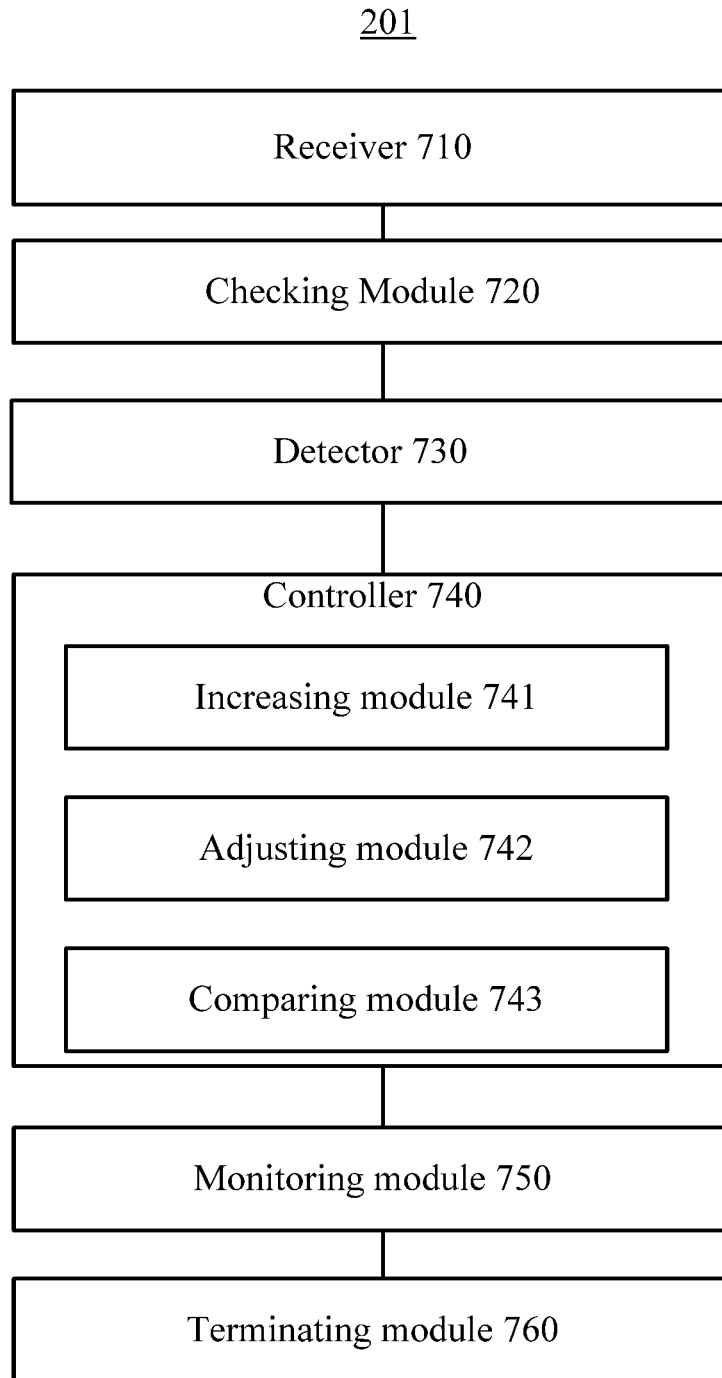 201
Receiver 710
Checking Module 720
Detector 730
Controller 740
Increasing module 741
Adjusting module 742
Comparing module 743
Monitoring module 750
Terminating module 760